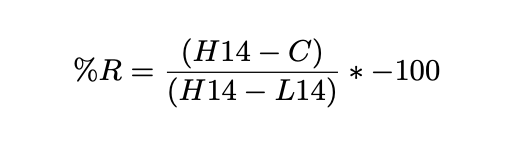 %R = (H14 − C) / (H14 − L14) * −100